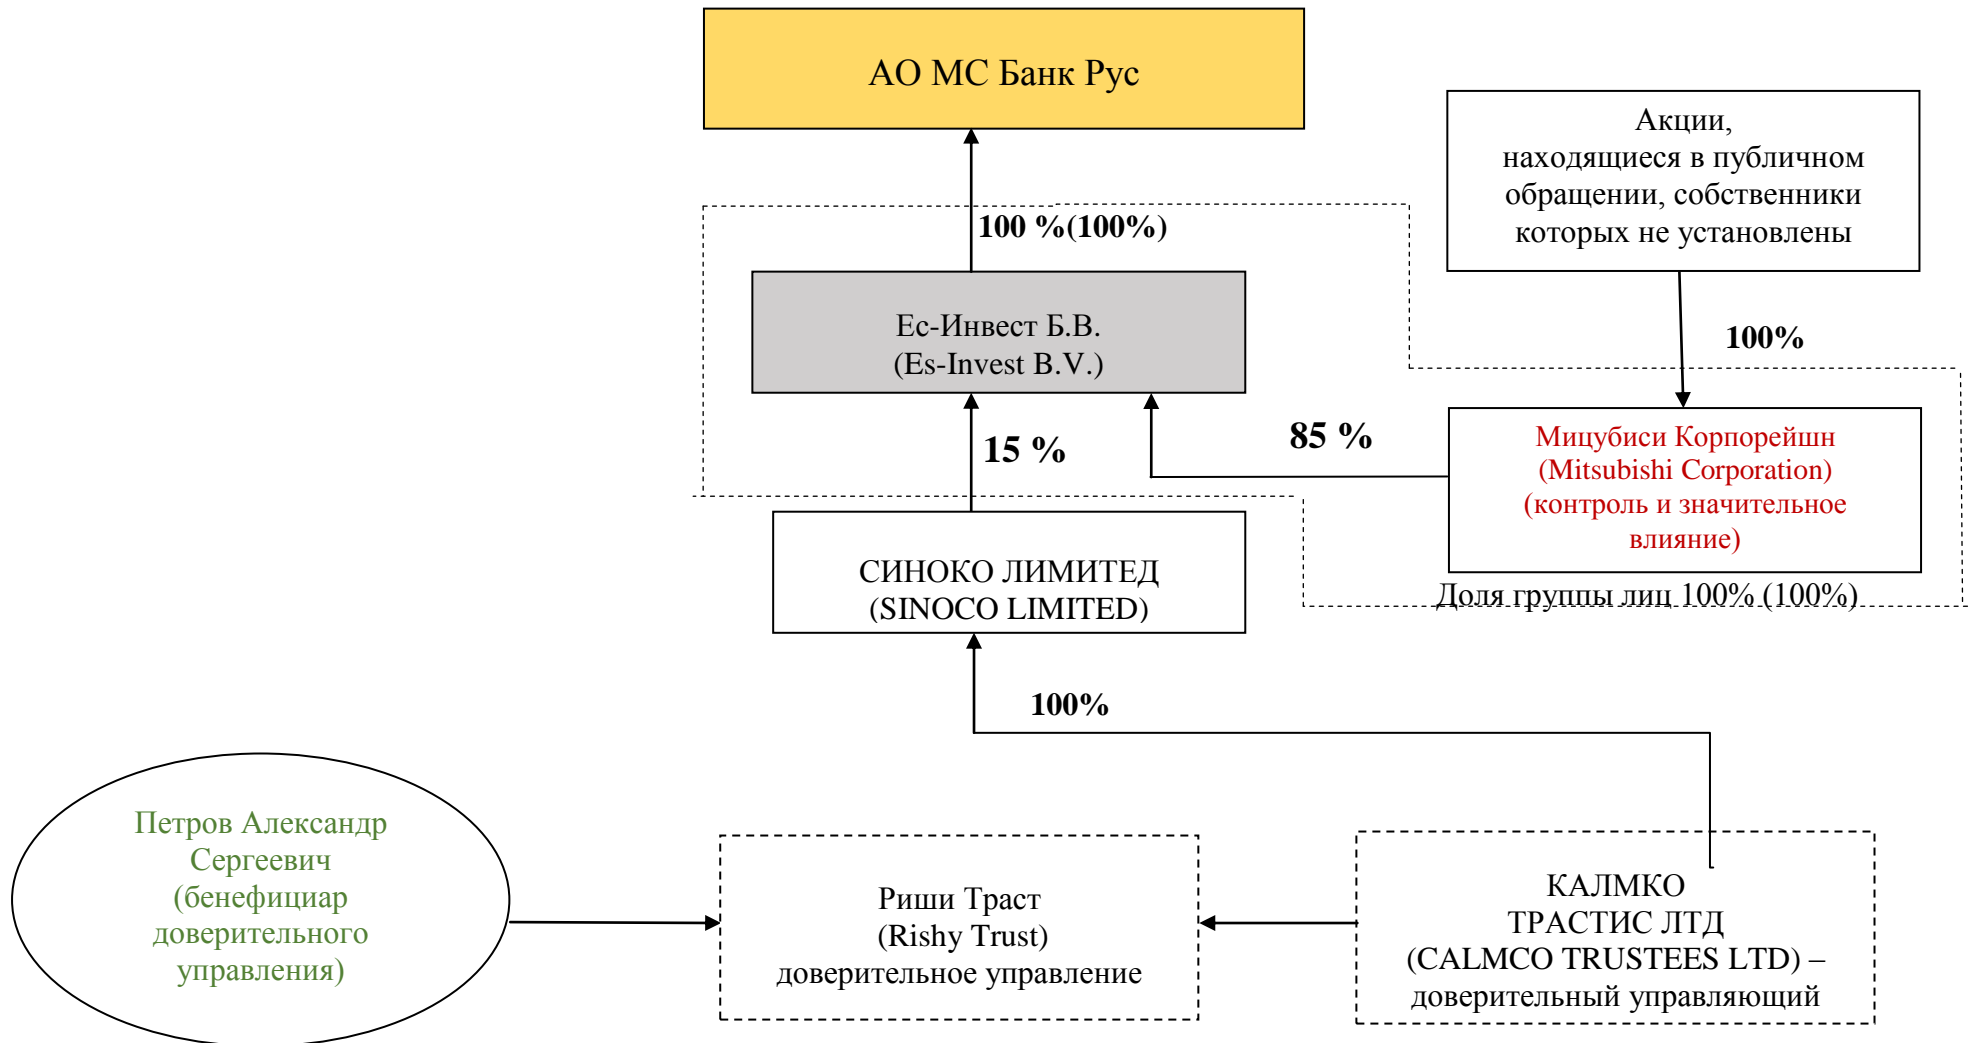 АО МС Банк Рус
Акции,
находящиеся в публичном
обращении, собственники
которых не установлены
100 %(100%)
Ес-Инвест Б.В.
(Es-Invest B.V.)
100%
15 %
85 %
Мицубиси Корпорейшн
(Mitsubishi Corporation)
(контроль и значительное
влияние)
Доля группы лиц 100% (100%)
СИНОКО ЛИМИТЕД
(SINOCO LIMITED)
100%
Петров Александр
Сергеевич
(бенефициар
доверительного
управления)
Риши Траст
(Rishy Trust)
доверительное управление
КАЛМКО
ТРАСТИС ЛТД
(CALMCO TRUSTEES LTD) –
доверительный управляющий